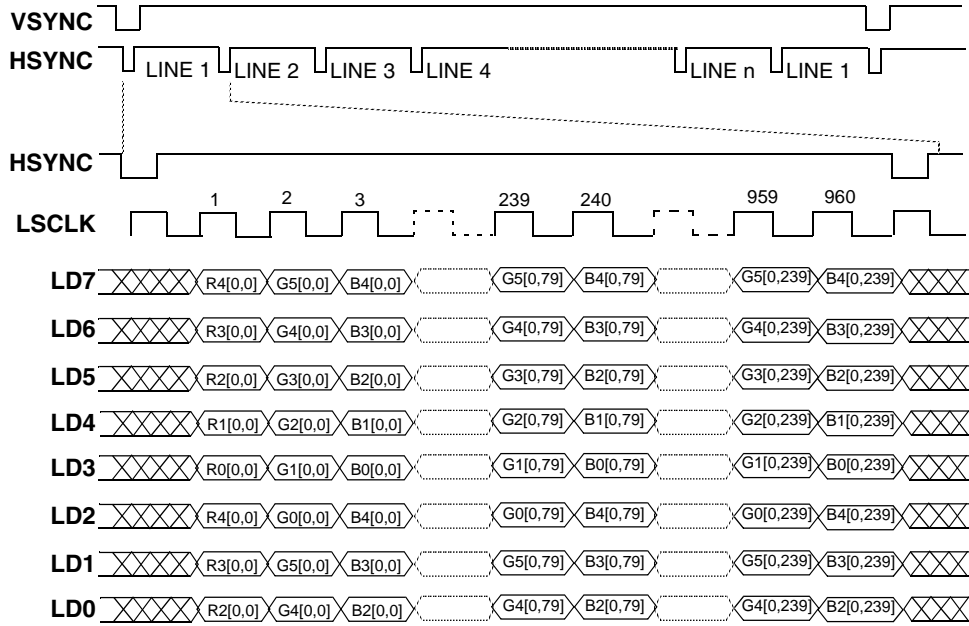 VSYNC
HSYNC LINE 1 LINE 2 LINE 3 LINE 4 LINE n LINE 1
HSYNC
1 2 3 239 240 959 960
LSCLK
LD7 R4[0,0] G5[0,0] B4[0,0] G5[0,79] B4[0,79] G5[0,239] B4[0,239]
LD6 R3[0,0] G4[0,0] B3[0,0] G4[0,79] B3[0,79] G4[0,239] B3[0,239]
LD5 R2[0,0] G3[0,0] B2[0,0] G3[0,79] B2[0,79] G3[0,239] B2[0,239]
LD4 R1[0,0] G2[0,0] B1[0,0] G2[0,79] B1[0,79] G2[0,239] B1[0,239]
LD3 R0[0,0] G1[0,0] B0[0,0] G1[0,79] B0[0,79] G1[0,239] B0[0,239]
LD2 R4[0,0] G0[0,0] B4[0,0] G0[0,79] B4[0,79] G0[0,239] B4[0,239]
LD1 R3[0,0] G5[0,0] B3[0,0] G5[0,79] B3[0,79] G5[0,239] B3[0,239]
LD0 R2[0,0] G4[0,0] B2[0,0] G4[0,79] B2[0,79] G4[0,239] B2[0,239]